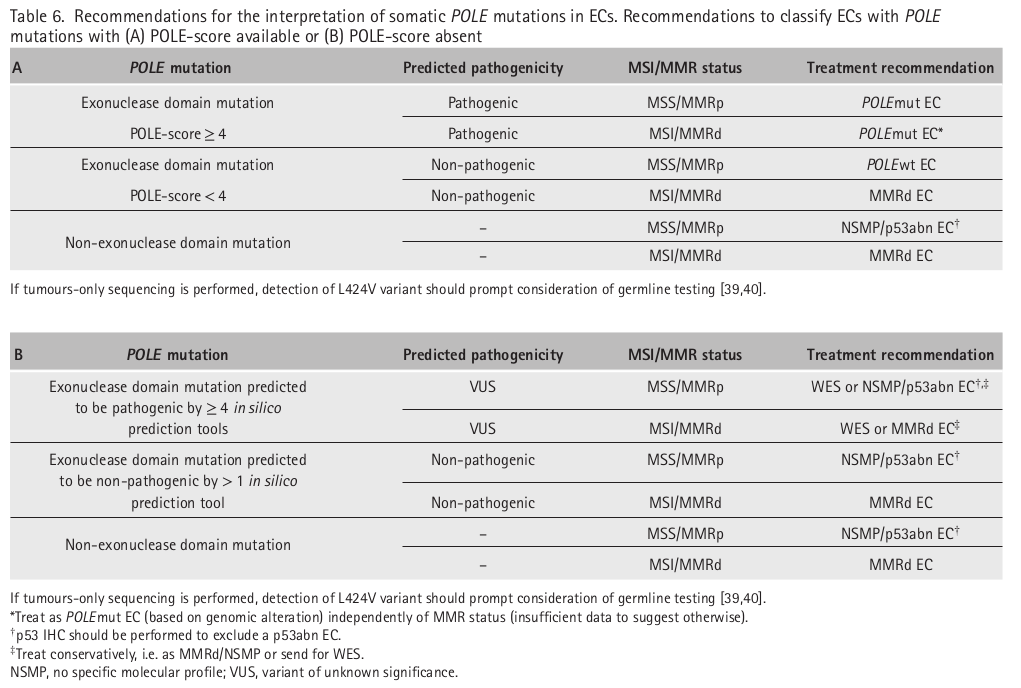 Table 6. Recommendations for the interpretation of somatic POLE mutations in ECs. Recommendations to classify ECs with POLE
mutations with (A) POLE-score available or (B) POLE-score absent
A POLE mutation Predicted pathogenicity MSI/MMR status Treatment recommendation
Exonuclease domain mutation Pathogenic MSS/MMRp POLEmut EC
POLE-score ≥ 4 Pathogenic MSI/MMRd POLEmut EC*
Exonuclease domain mutation Non-pathogenic MSS/MMRp POLEwt EC
POLE-score < 4 Non-pathogenic MSI/MMRd MMRd EC
Non-exonuclease domain mutation – MSS/MMRp NSMP/p53abn EC†
– MSI/MMRd MMRd EC
If tumours-only sequencing is performed, detection of L424V variant should prompt consideration of germline testing [39,40].
B POLE mutation Predicted pathogenicity MSI/MMR status Treatment recommendation
Exonuclease domain mutation predicted VUS MSS/MMRp WES or NSMP/p53abn EC†,‡
to be pathogenic by ≥ 4 in silico
prediction tools VUS MSI/MMRd WES or MMRd EC‡
Exonuclease domain mutation predicted Non-pathogenic MSS/MMRp NSMP/p53abn EC†
to be non-pathogenic by > 1 in silico
prediction tool Non-pathogenic MSI/MMRd MMRd EC
Non-exonuclease domain mutation – MSS/MMRp NSMP/p53abn EC†
– MSI/MMRd MMRd EC
If tumours-only sequencing is performed, detection of L424V variant should prompt consideration of germline testing [39,40].
*Treat as POLEmut EC (based on genomic alteration) independently of MMR status (insufficient data to suggest otherwise).
†p53 IHC should be performed to exclude a p53abn EC.
‡Treat conservatively, i.e. as MMRd/NSMP or send for WES.
NSMP, no specific molecular profile; VUS, variant of unknown significance.